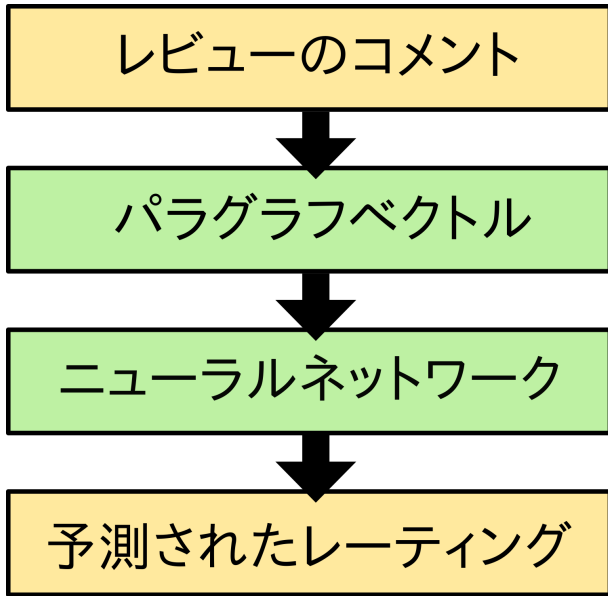 レビューのコメント
パラグラフベクトル
ニューラルネットワーク
予測されたレーティング